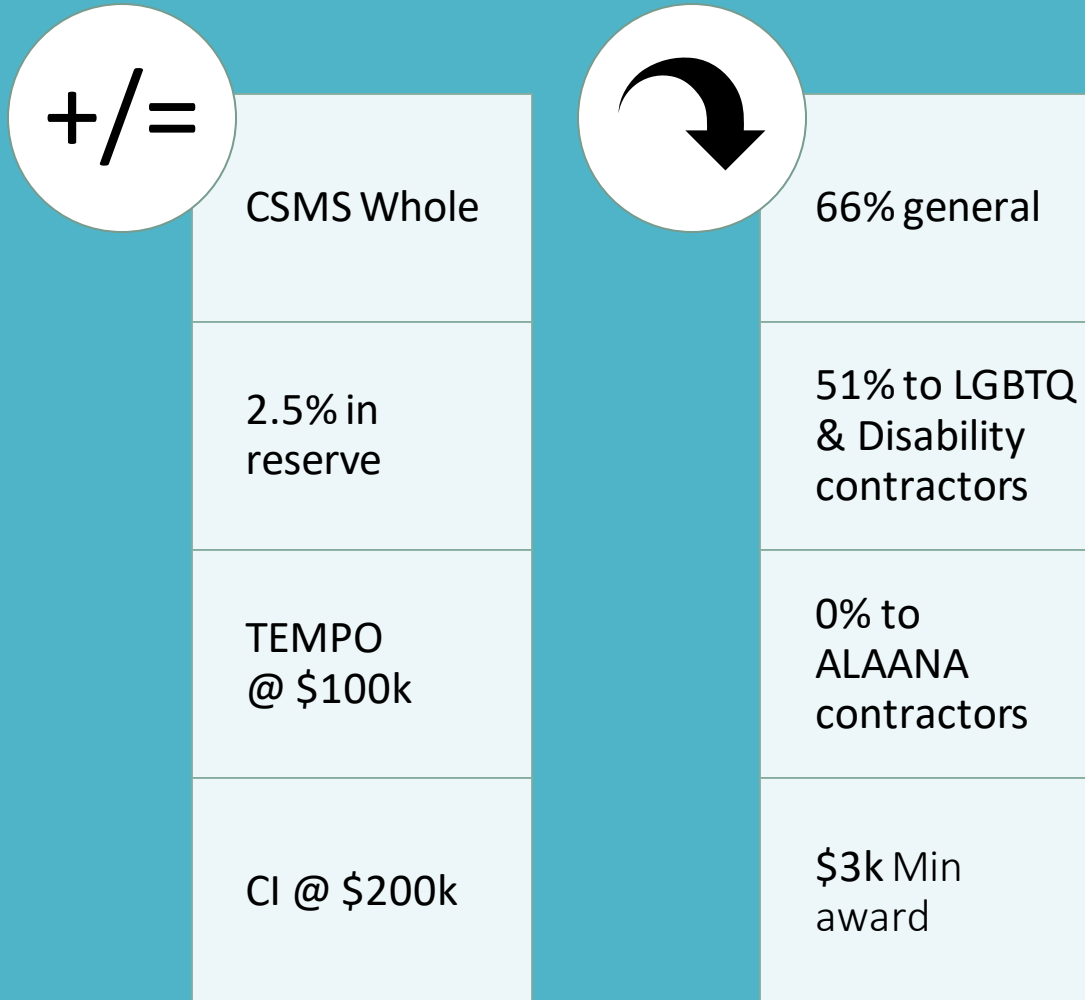 +/=
CSMS Whole
2.5% in
reserve
TEMPO
@ $100k
CI @ $200k
66% general
51% to LGBTQ
& Disability
contractors
0% to
ALAANA
contractors
$3k Min
award